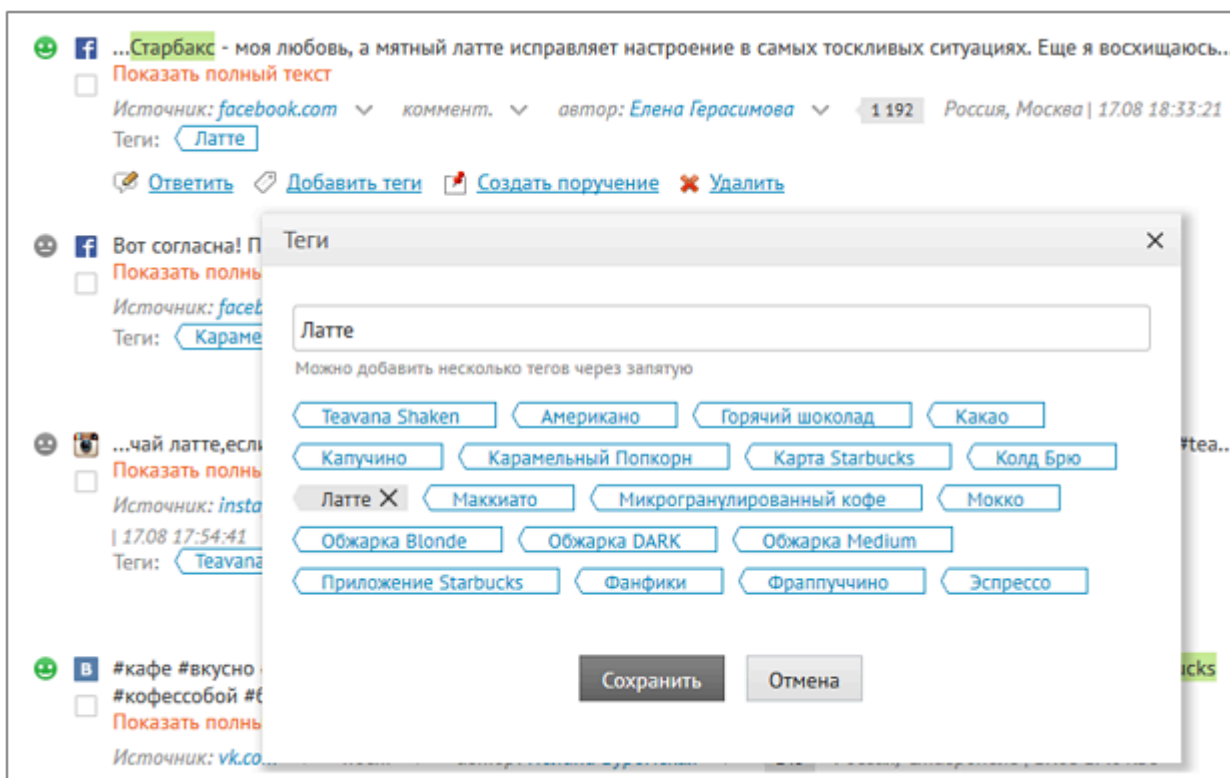 ...Старбакс - моя любовь, а мятный латте исправляет настроение в самых тоскливых ситуациях. Еще я восхищаюсь...
Показать полный текст
Источник: facebook.com коммент. автор: Елена Герасимова 1 192 Россия, Москва | 17.08 18:33:21
Теги: Латте
Ответить Добавить теги Создать поручение Удалить
Вот согласна! П
Показать полны
Источник: faceb
Теги: Караме
Теги
Латте
Можно добавить несколько тегов через запятую
Teavana Shaken Американо Горячий шоколад Какао
Капучино Карамельный Попкорн Карта Starbucks Колд Брю
Латте Маккиато Микрогранулированный кофе Мокко
Обжарка Blonde Обжарка DARK Обжарка Medium
Приложение Starbucks Фанфики Фраппуччино Эспрессо
Сохранить Отмена
...чай латте,если #tea...
Показать полны
Источник: insta
| 17.08 17:54:41
Теги: Teavana
#кафе #вкусно ucks
#кофессобой #б
Показать полны
Источник: vk.co